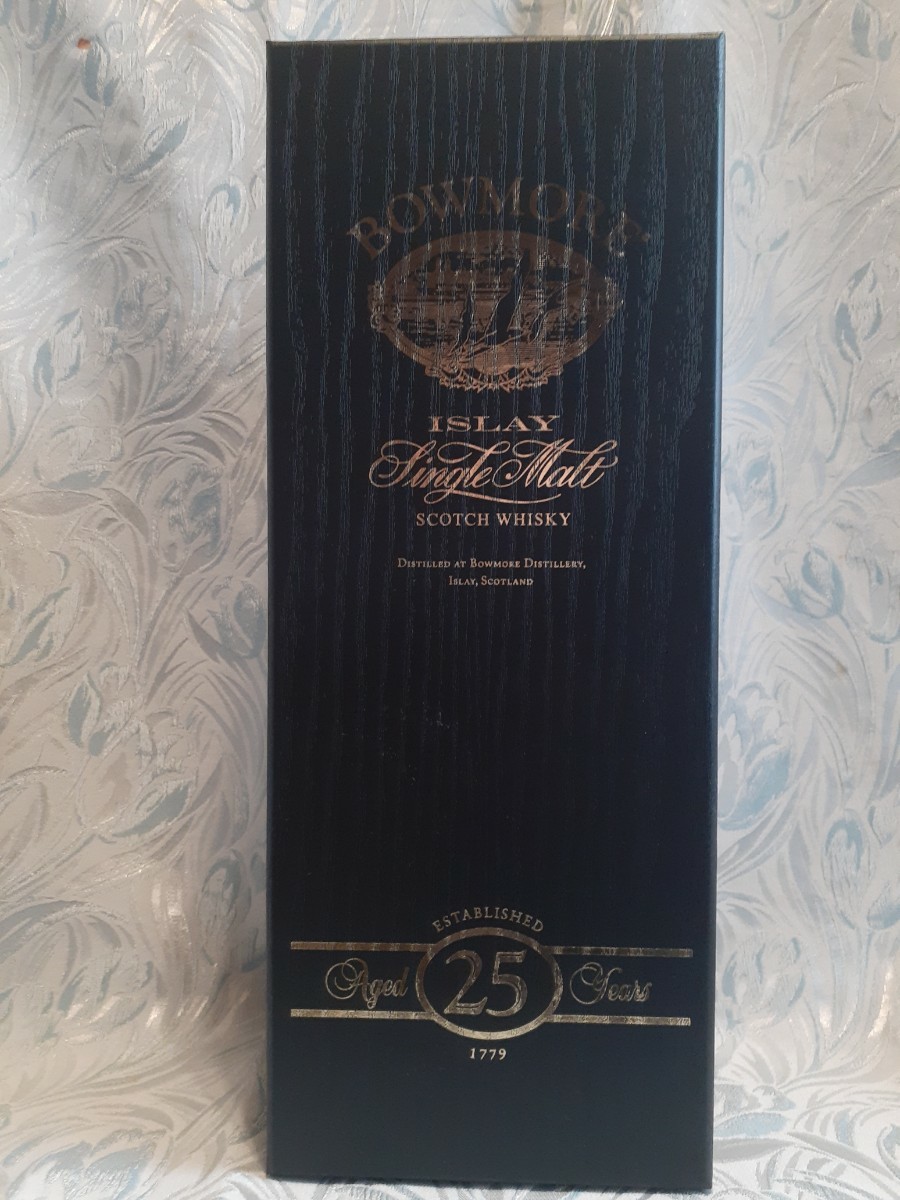 BOWMORE
ISLAY
Single Malt
SCOTCH WHISKY
DISTILLED AT BOWMORE DISTILLERY,
ISLAY, SCOTLAND
ESTABLISHED
Aged 25 Years
1779